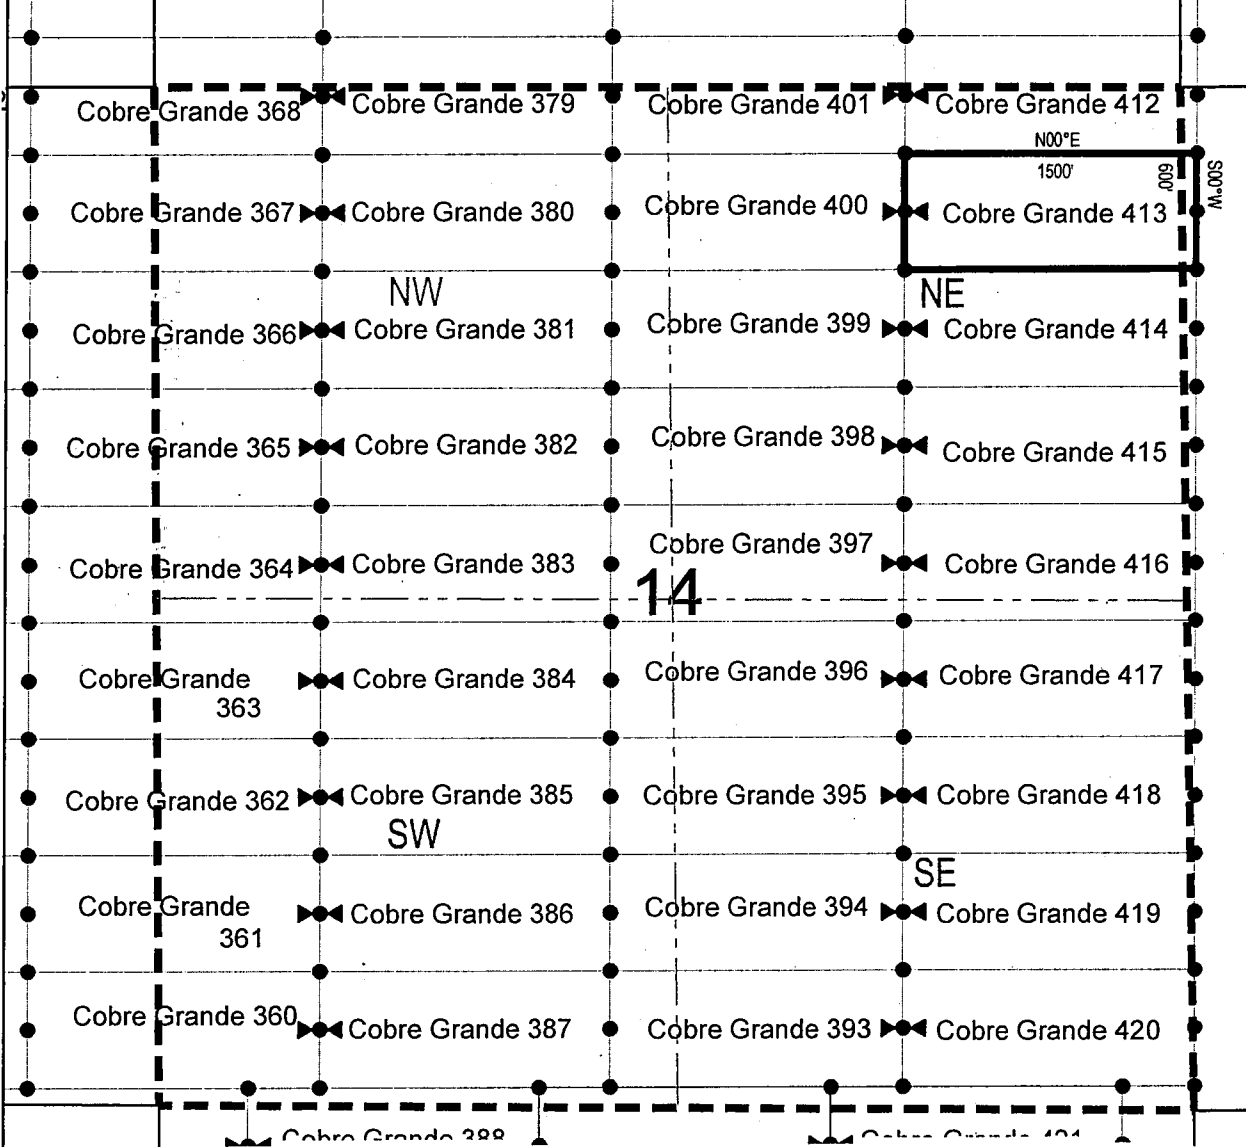 Cobre Grande 368 Cobre Grande 379 Cobre Grande 401 Cobre Grande 412
N00°E
1500'
600'
S00°W
Cobre Grande 367 Cobre Grande 380 Cobre Grande 400 Cobre Grande 413
NW NE
Cobre Grande 366 Cobre Grande 381 Cobre Grande 399 Cobre Grande 414
Cobre Grande 365 Cobre Grande 382 Cobre Grande 398 Cobre Grande 415
Cobre Grande 364 Cobre Grande 383 Cobre Grande 397 Cobre Grande 416
14
Cobre Grande
363
Cobre Grande 384 Cobre Grande 396 Cobre Grande 417
Cobre Grande 362 Cobre Grande 385 Cobre Grande 395 Cobre Grande 418
SW SE
Cobre Grande
361
Cobre Grande 386 Cobre Grande 394 Cobre Grande 419
Cobre Grande 360 Cobre Grande 387 Cobre Grande 393 Cobre Grande 420
Cobre Grande 388 Cobre Grande 421